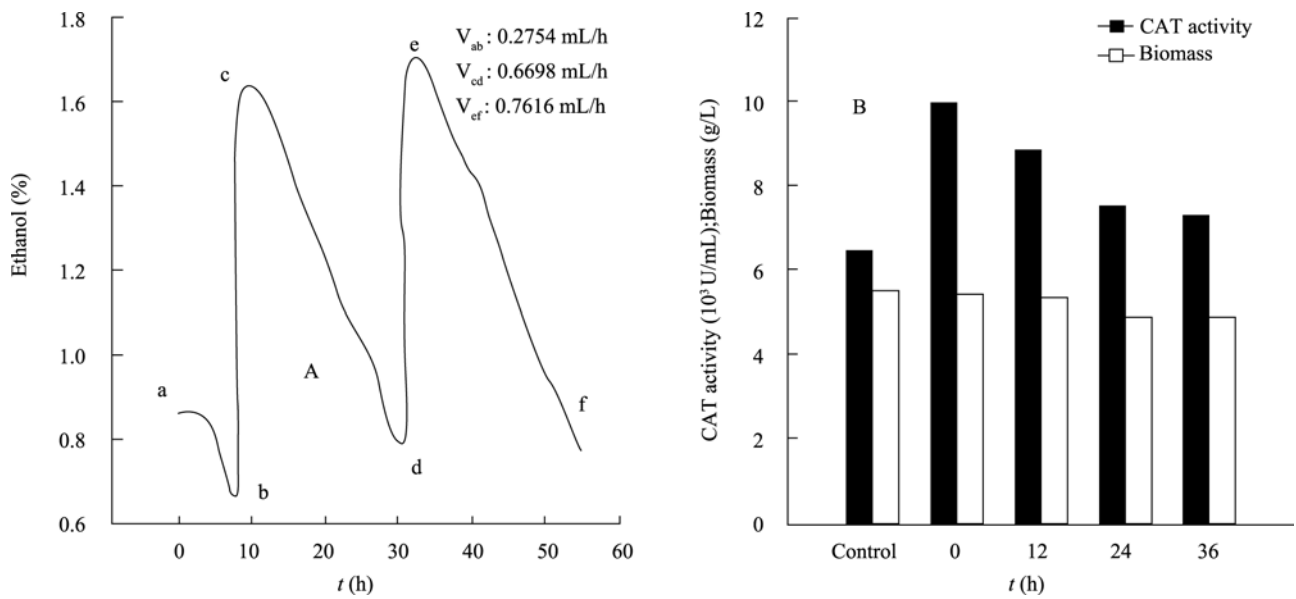 1.8
1.6
1.4
1.2
1.0
0.8
0.6
Ethanol (%)
a
b
c
d
e
f
A
V_ab: 0.2754 mL/h
V_cd: 0.6698 mL/h
V_ef: 0.7616 mL/h
0 10 20 30 40 50 60
t (h)
12
10
8
6
4
2
0
CAT activity (10³ U/mL);Biomass (g/L)
B
CAT activity
Biomass
Control 0 12 24 36
t (h)